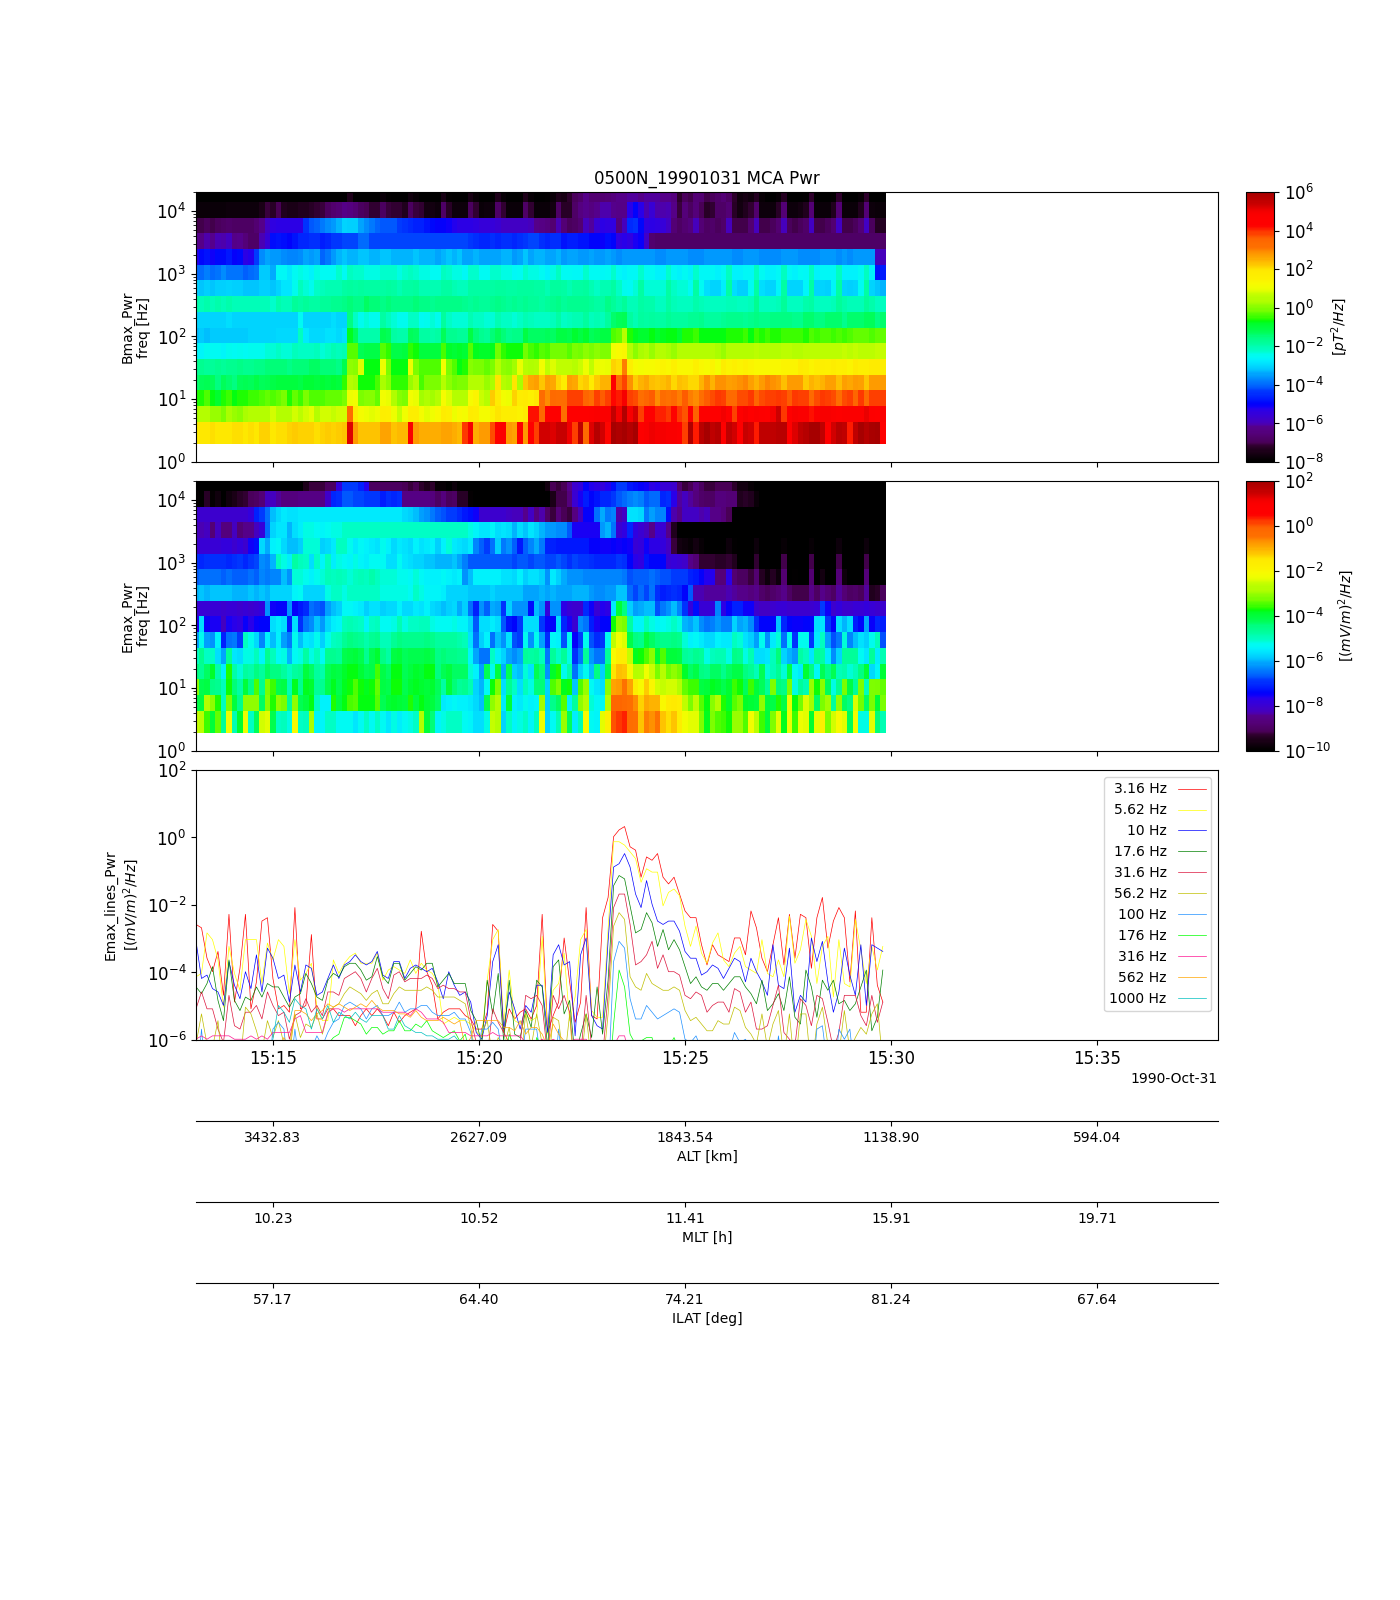 0500N_19901031 MCA Pwr
10^4
10^3
10^2
10^1
10^0
Bmax_Pwr
freq [Hz]
10^6
10^4
10^2
10^0
10^-2
10^-4
10^-6
10^-8
[pT^2/Hz]
10^4
10^3
10^2
10^1
10^0
Emax_Pwr
freq [Hz]
10^2
10^0
10^-2
10^-4
10^-6
10^-8
10^-10
[(mV/m)^2/Hz]
10^2
10^0
10^-2
10^-4
10^-6
Emax_lines_Pwr
[(mV/m)^2/Hz]
3.16 Hz
5.62 Hz
10 Hz
17.6 Hz
31.6 Hz
56.2 Hz
100 Hz
176 Hz
316 Hz
562 Hz
1000 Hz
15:15 15:20 15:25 15:30 15:35
1990-Oct-31
3432.83 2627.09 1843.54 1138.90 594.04
ALT [km]
10.23 10.52 11.41 15.91 19.71
MLT [h]
57.17 64.40 74.21 81.24 67.64
ILAT [deg]